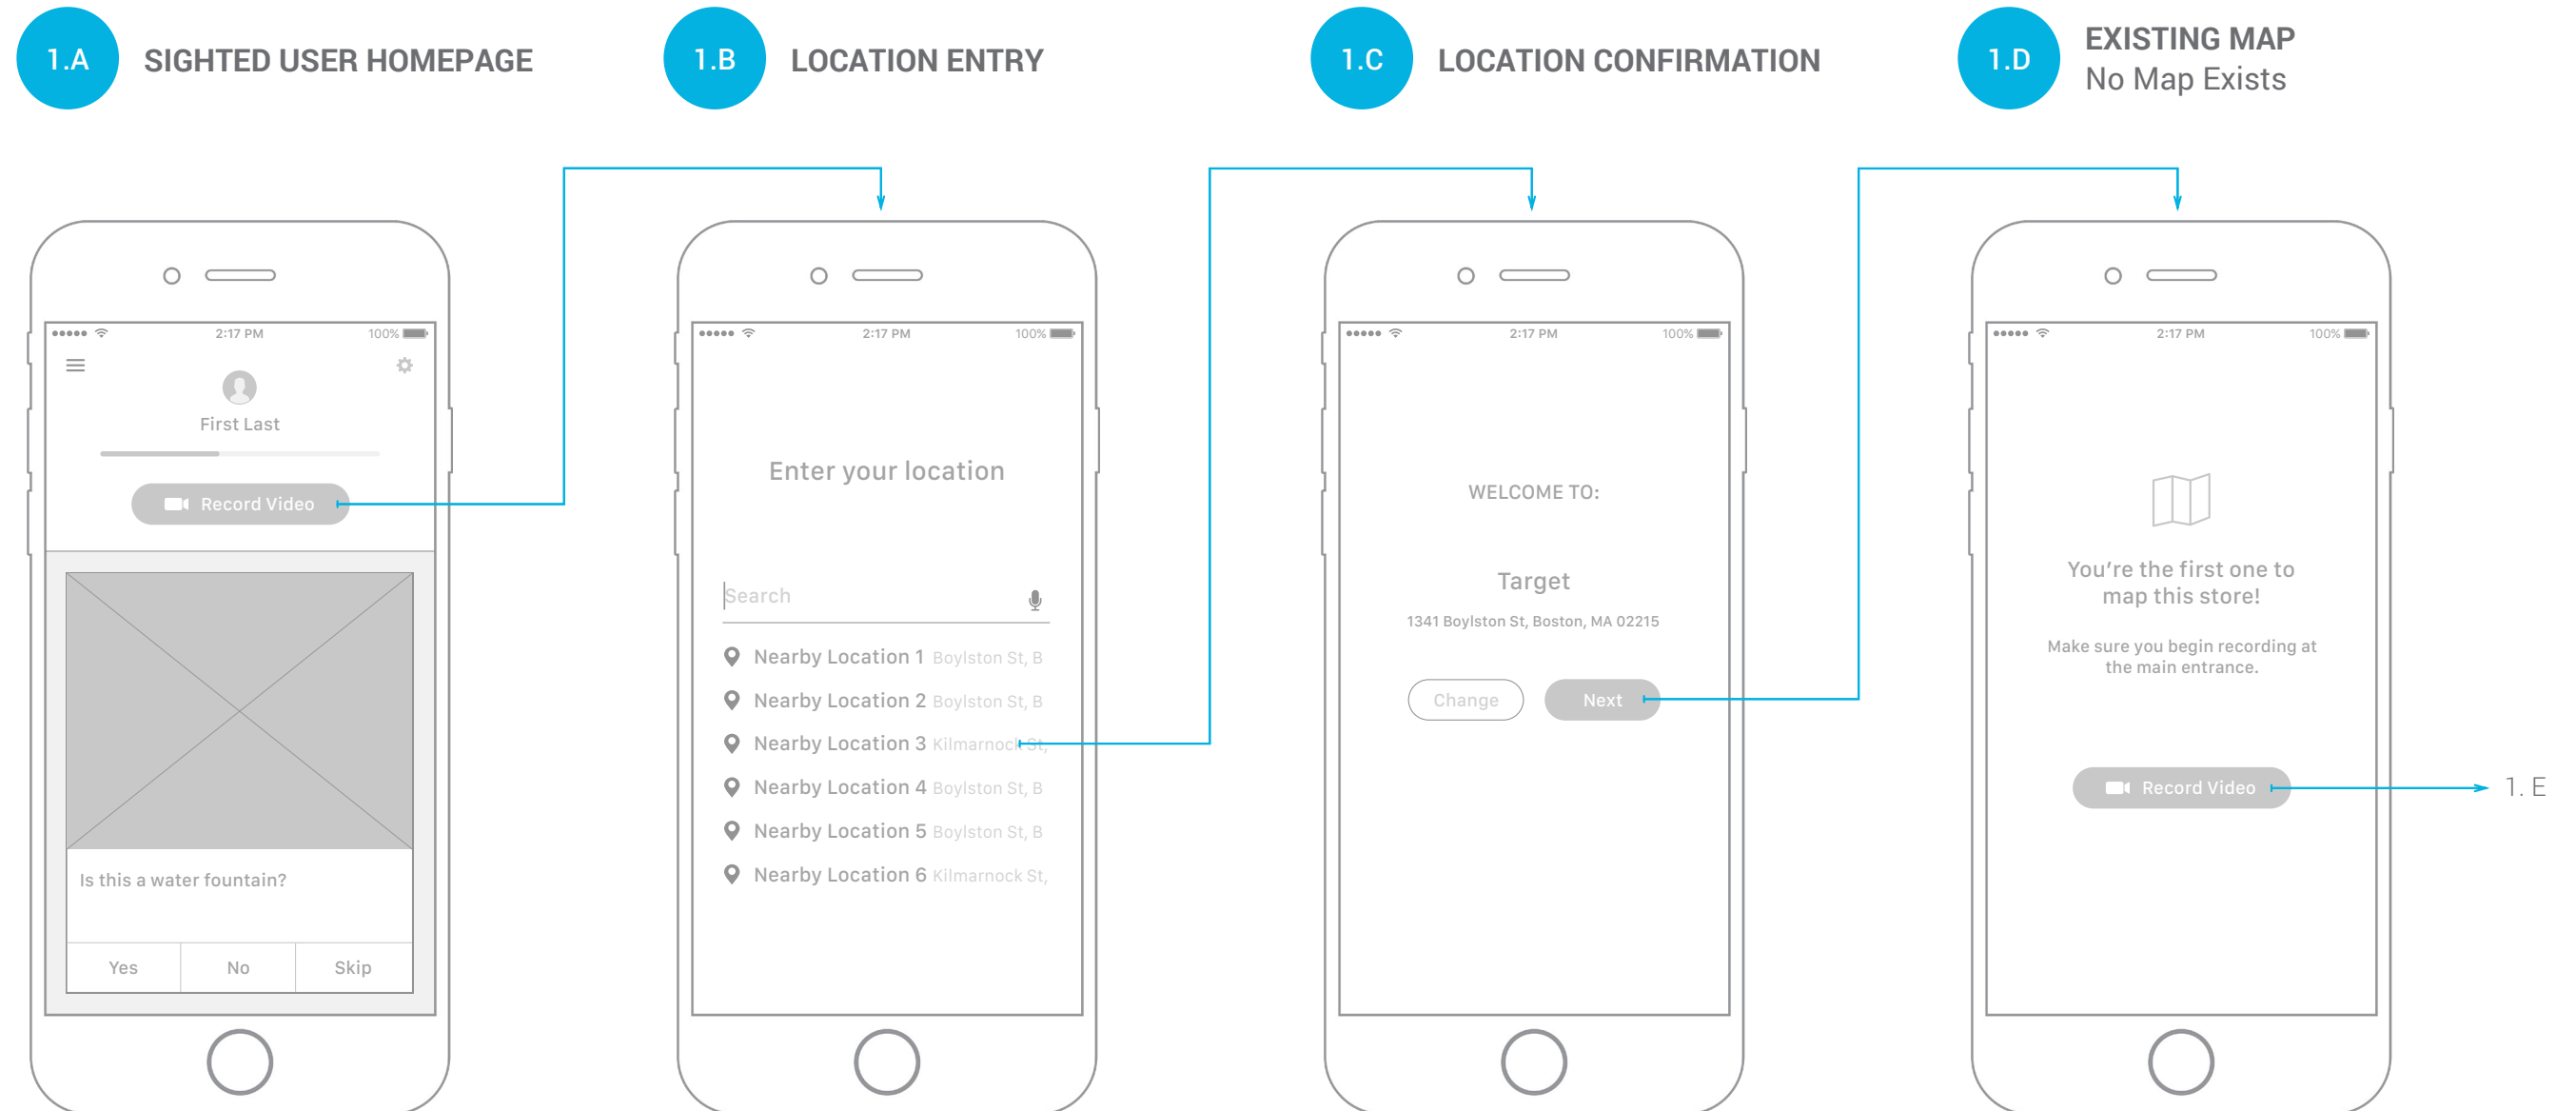 1.A SIGHTED USER HOMEPAGE
1.B LOCATION ENTRY
1.C LOCATION CONFIRMATION
1.D EXISTING MAP
No Map Exists
2:17 PM 100%
First Last
Record Video
Is this a water fountain?
Yes No Skip
2:17 PM 100%
Enter your location
Search
Nearby Location 1 Boylston St, B
Nearby Location 2 Boylston St, B
Nearby Location 3 Kilmarnock St,
Nearby Location 4 Boylston St, B
Nearby Location 5 Boylston St, B
Nearby Location 6 Kilmarnock St,
2:17 PM 100%
WELCOME TO:
Target
1341 Boylston St, Boston, MA 02215
Change Next
2:17 PM 100%
You're the first one to
map this store!
Make sure you begin recording at
the main entrance.
Record Video
1. E